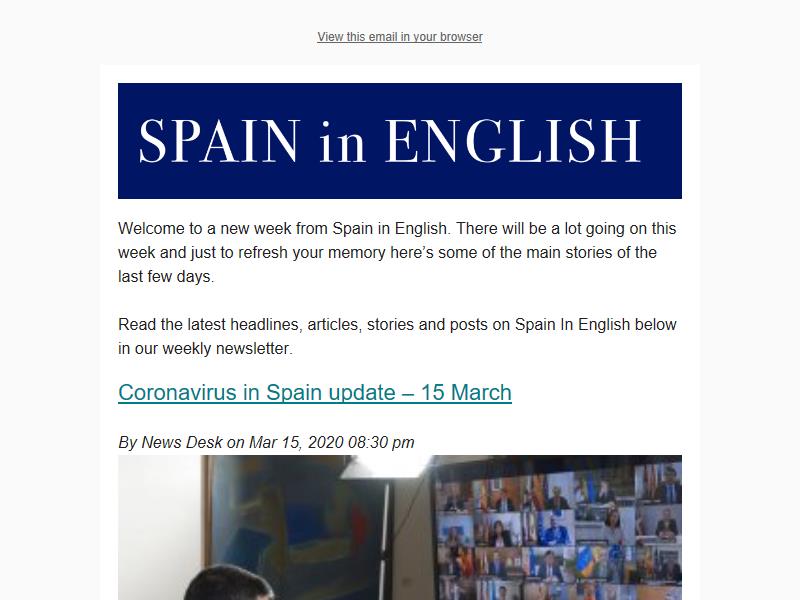 View this email in your browser
SPAIN in ENGLISH
Welcome to a new week from Spain in English. There will be a lot going on this
week and just to refresh your memory here’s some of the main stories of the
last few days.
Read the latest headlines, articles, stories and posts on Spain In English below
in our weekly newsletter.
Coronavirus in Spain update – 15 March
By News Desk on Mar 15, 2020 08:30 pm